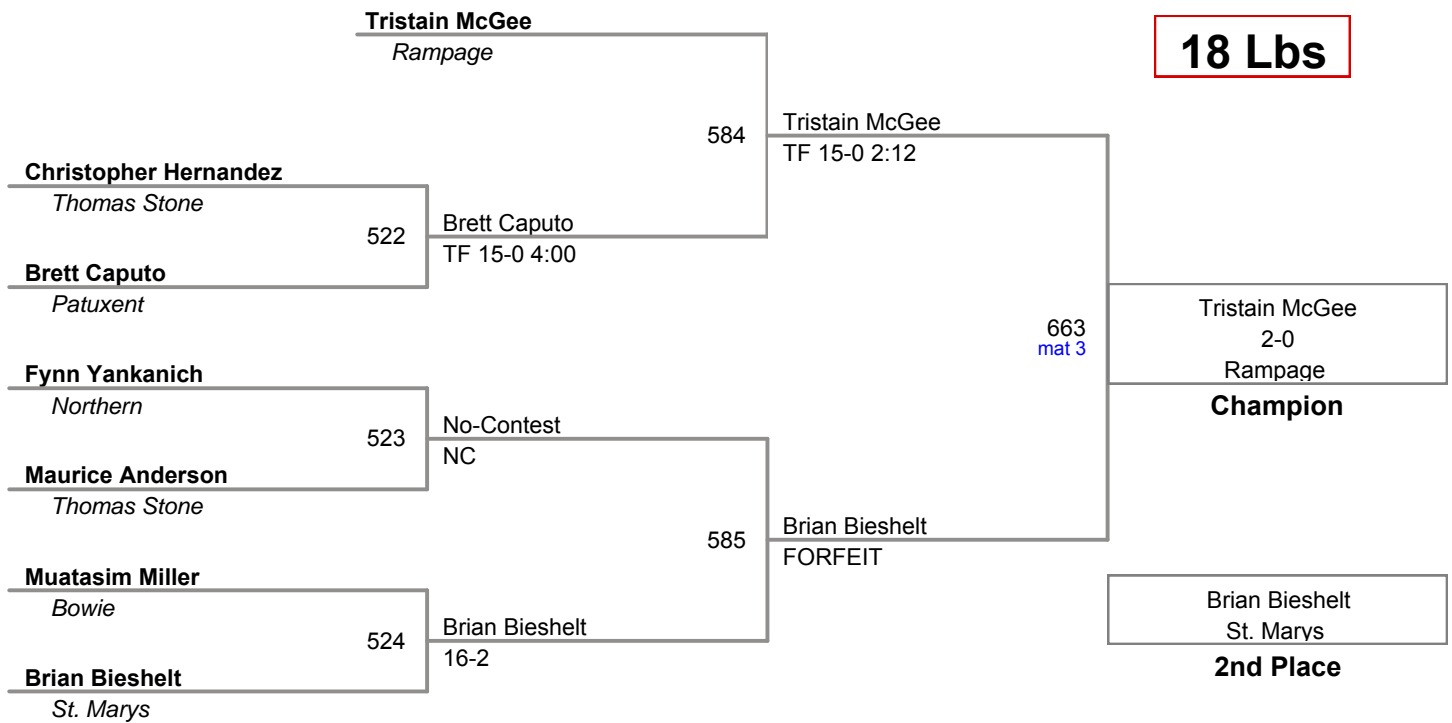 Tristain McGee
Rampage
18 Lbs
584
Tristain McGee
TF 15-0 2:12
Christopher Hernandez
Thomas Stone
522
Brett Caputo
TF 15-0 4:00
Brett Caputo
Patuxent
663
mat 3
Tristain McGee
2-0
Rampage
Champion
Fynn Yankanich
Northern
523
No-Contest
NC
Maurice Anderson
Thomas Stone
585
Brian Bieshelt
FORFEIT
Muatasim Miller
Bowie
524
Brian Bieshelt
16-2
Brian Bieshelt
St. Marys
Brian Bieshelt
St. Marys
2nd Place